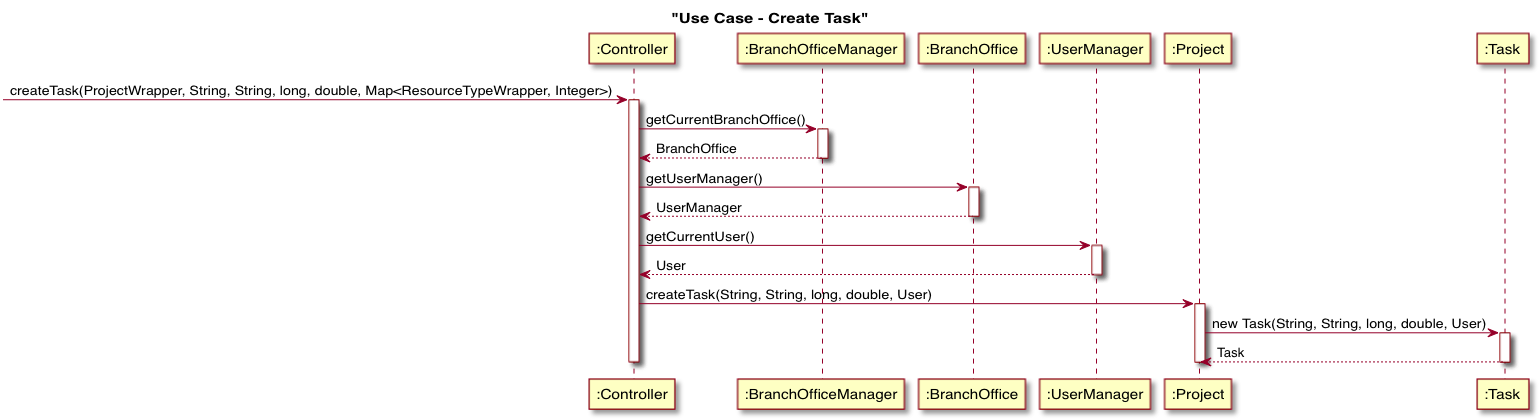 "Use Case - Create Task"
:Controller :BranchOfficeManager :BranchOffice :UserManager :Project :Task
createTask(ProjectWrapper, String, String, long, double, Map<ResourceTypeWrapper, Integer>)
getCurrentBranchOffice()
BranchOffice
getUserManager()
UserManager
getCurrentUser()
User
createTask(String, String, long, double, User)
new Task(String, String, long, double, User)
Task
:Controller :BranchOfficeManager :BranchOffice :UserManager :Project :Task